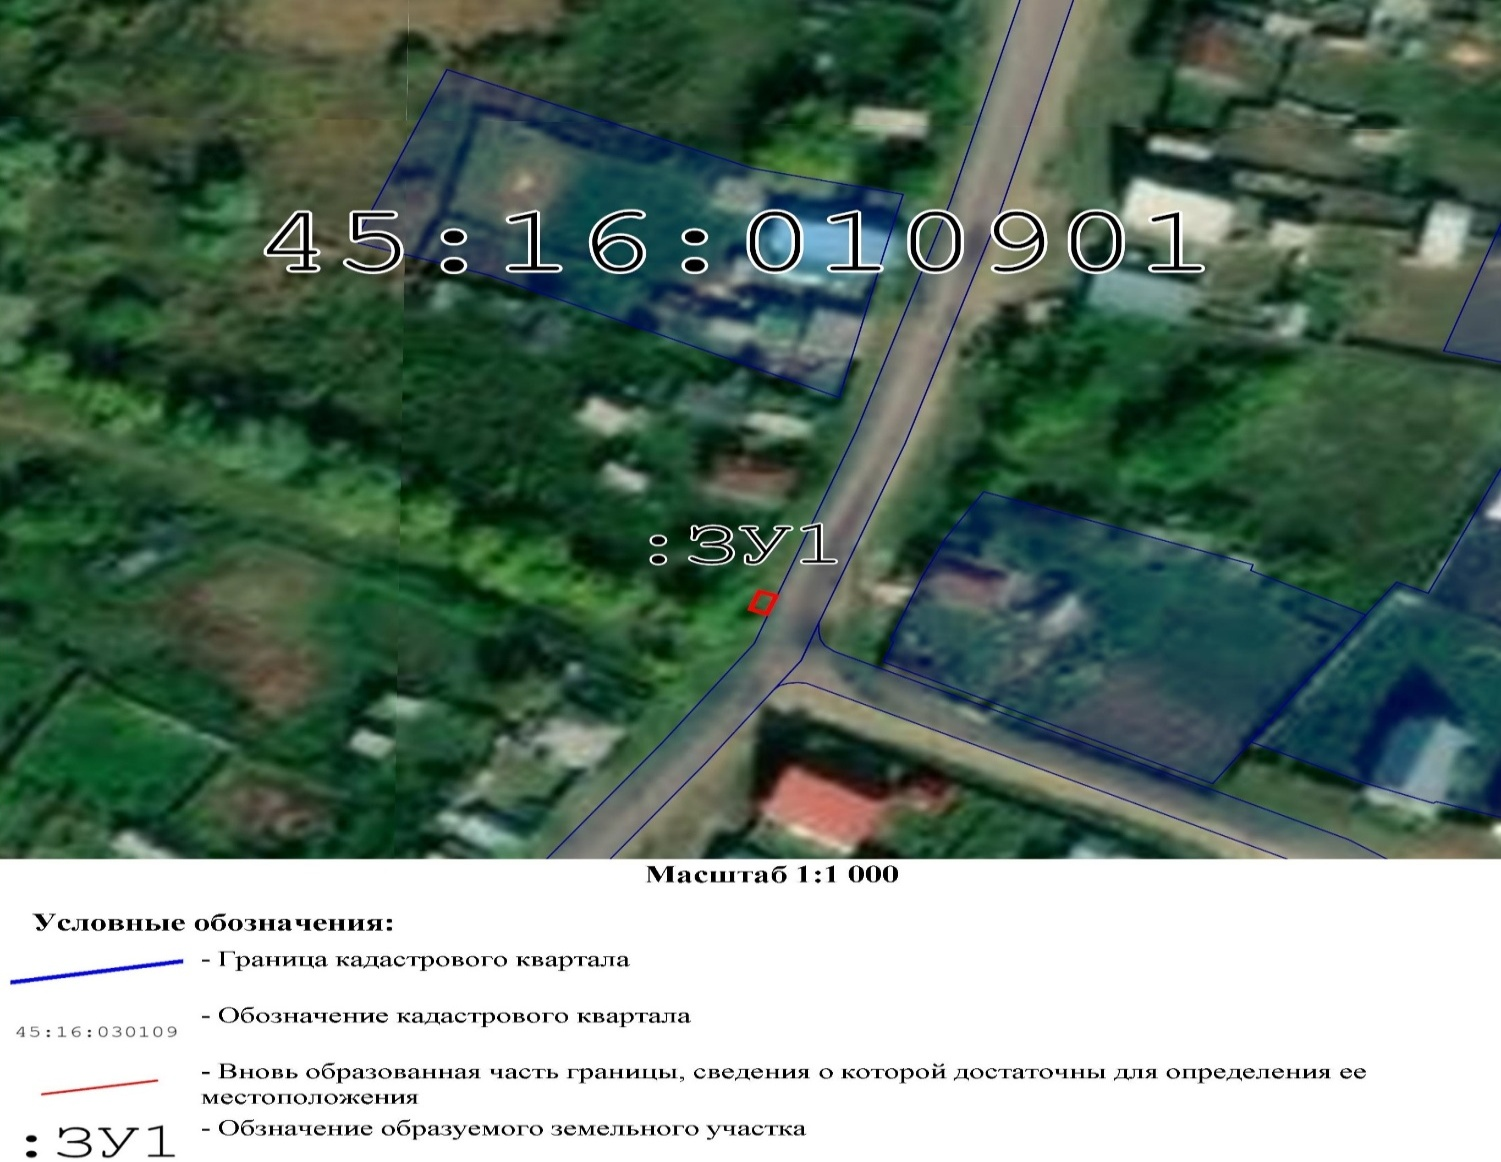 45:16:010901
:ЗУ1
Масштаб 1:1 000
Условные обозначения:
- Граница кадастрового квартала
- Обозначение кадастрового квартала
45:16:030109
- Вновь образованная часть границы, сведения о которой достаточны для определения ее
местоположения
- Обзначение образуемого земельного участка
:ЗУ1